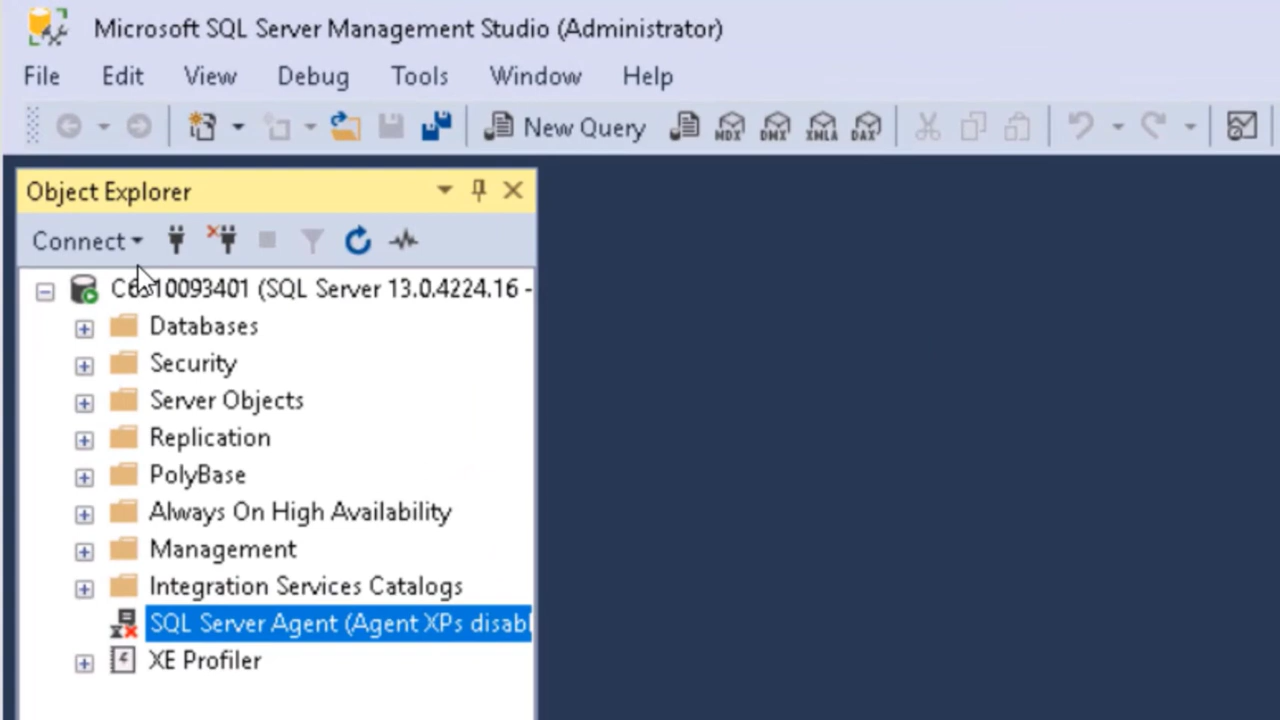 Microsoft SQL Server Management Studio (Administrator)
File Edit View Debug Tools Window Help
New Query MDX DMX XMLA DAX
Object Explorer
Connect
(SQL Server 13.0.4224.16 -
Databases
Security
Server Objects
Replication
PolyBase
Always On High Availability
Management
Integration Services Catalogs
SQL Server Agent (Agent XPs disabl
XE Profiler